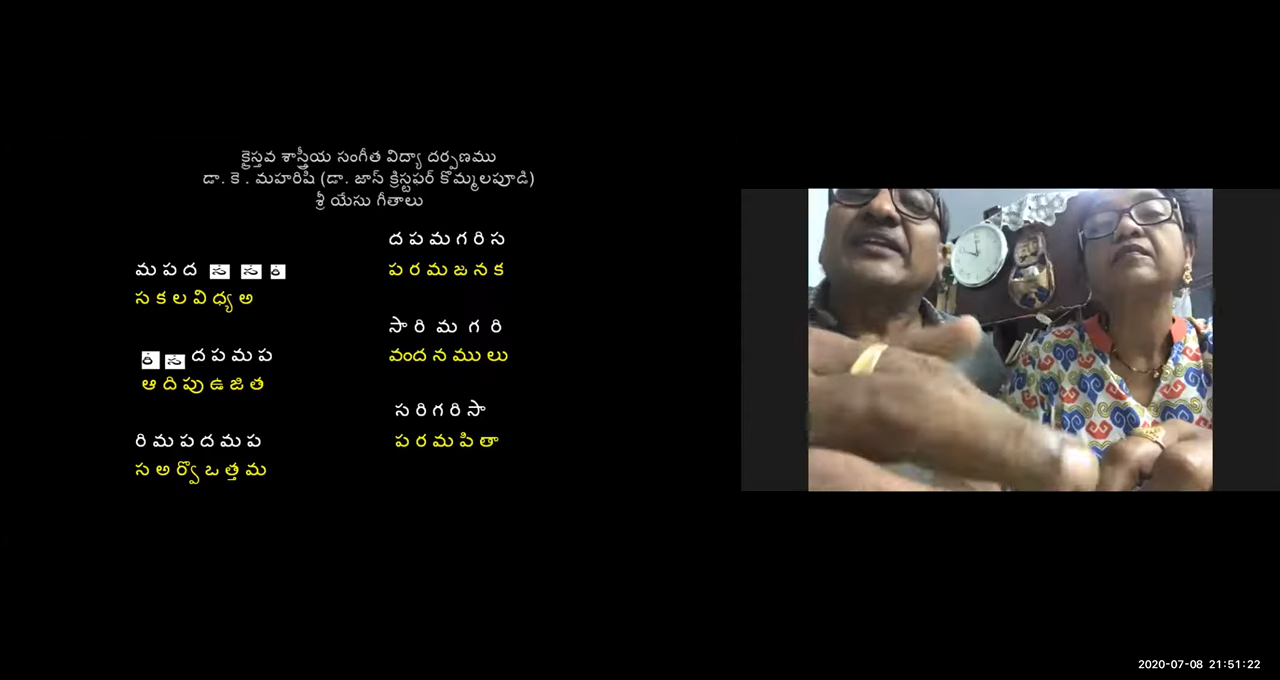 క్రైస్తవ శాస్త్రీయ సంగీత విద్యా దర్పణము
డా. కె . మహరిషి (డా. జాన్ క్రిస్టఫర్ కొమ్మలపూడి)
శ్రీ యేసు గీతాలు
మ ప ద స స రి
స క ల వి ధ్య అ
రి స ద ప మ ప
ఆ ది పు ఉ జి త
రి మ ప ద మ ప
స అ ర్వొ ఒ త్త మ
ద ప మ గ రి స
ప ర మ జ న క
సా రి మ గ రి
వంద న ము లు
స రి గ రి సా
ప ర మ పి తా
2020-07-08 21:51:22